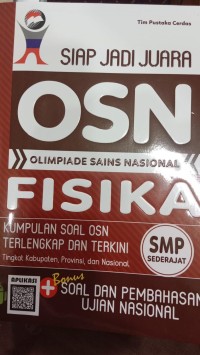 Tim Pustaka Cerdas
SIAP JADI JUARA
OSN
OLIMPIADE SAINS NASIONAL
FISIKA
KUMPULAN SOAL OSN
TERLENGKAP DAN TERKINI
Tingkat Kabupaten, Provinsi, dan Nasional
SMP
SEDERAJAT
APLIKASI
+Bonus
SOAL DAN PEMBAHASAN
UJIAN NASIONAL